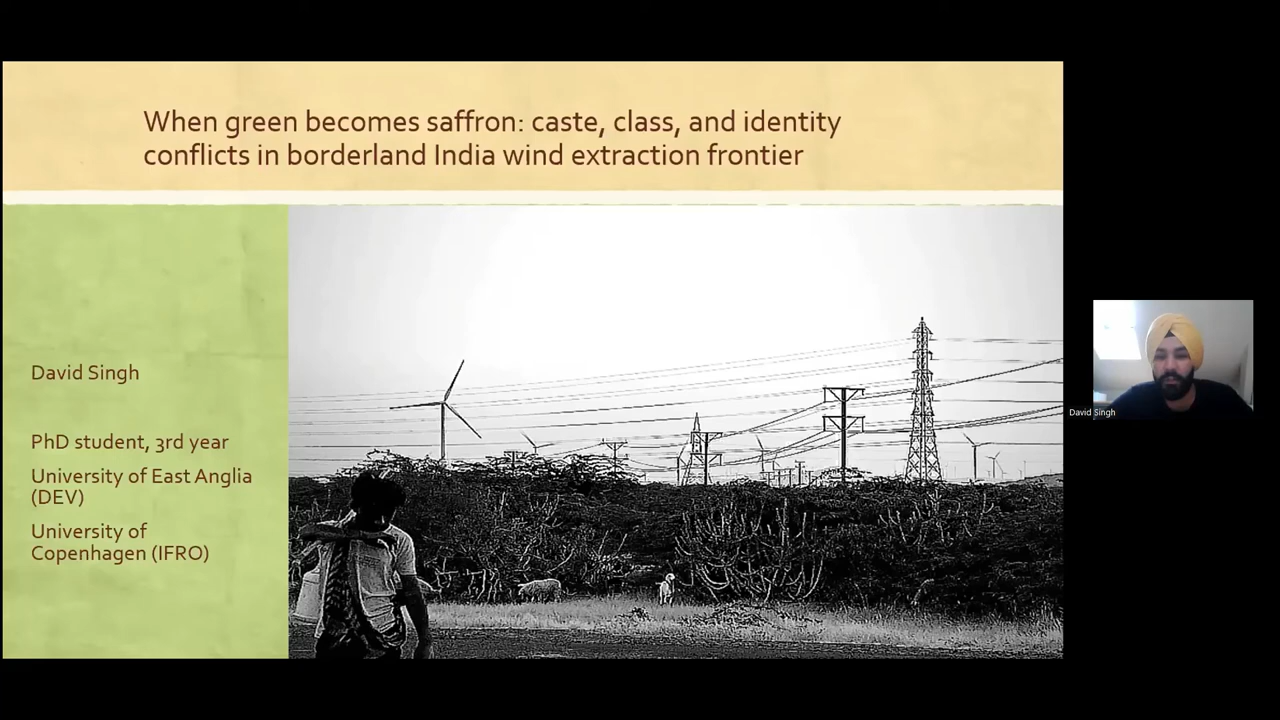 When green becomes saffron: caste, class, and identity
conflicts in borderland India wind extraction frontier
David Singh
PhD student, 3rd year
University of East Anglia
(DEV)
University of
Copenhagen (IFRO)
David Singh